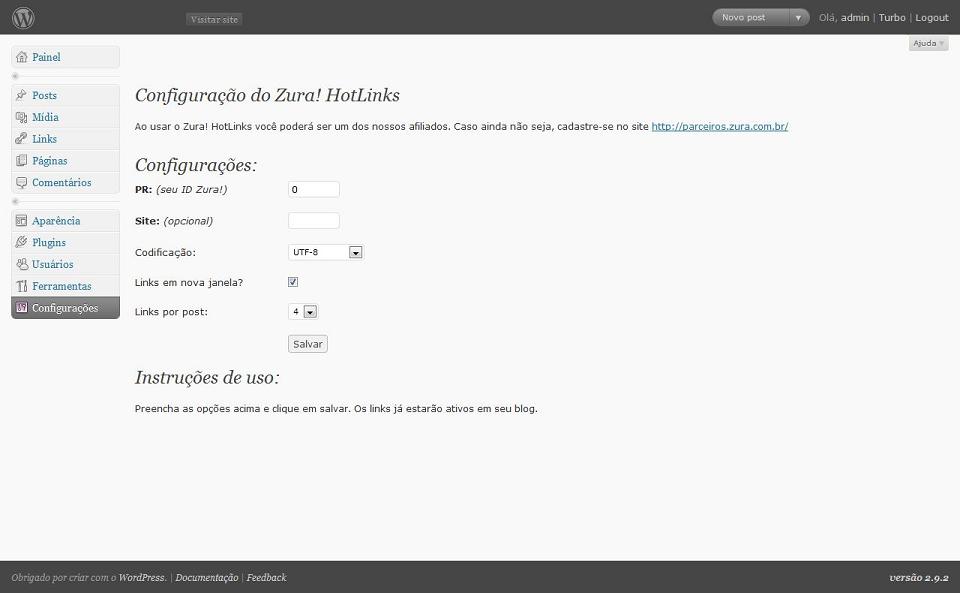 Visitar site
Novo post
Olá, admin | Turbo | Logout
Ajuda
Painel
Posts
Mídia
Links
Páginas
Comentários
Aparência
Plugins
Usuários
Ferramentas
Configurações
Configuração do Zura! HotLinks
Ao usar o Zura! HotLinks você poderá ser um dos nossos afiliados. Caso ainda não seja, cadastre-se no site http://parceiros.zura.com.br/
Configurações:
PR: (seu ID Zura!) 0
Site: (opcional)
Codificação: UTF-8
Links em nova janela?
Links por post: 4
Salvar
Instruções de uso:
Preencha as opções acima e clique em salvar. Os links já estarão ativos em seu blog.
Obrigado por criar com o WordPress. | Documentação | Feedback
versão 2.9.2